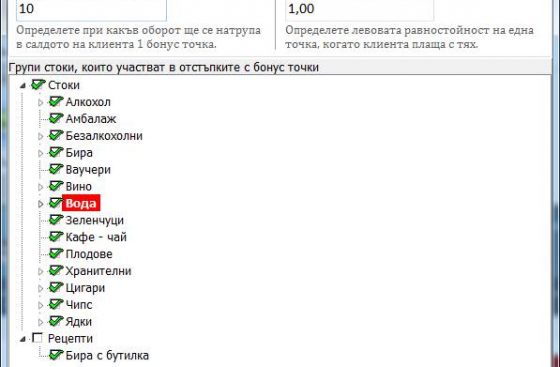 10
1,00
Определете при какъв оборот ще се натрупа
в салдото на клиента 1 бонус точка.
Определете левовата равностойност на една
точка, когато клиента плаща с тях.
Групи стоки, които участват в отстъпките с бонус точки
Стоки
Алкохол
Амбалаж
Безалкохолни
Бира
Ваучери
Вино
Вода
Зеленчуци
Кафе - чай
Плодове
Хранителни
Цигари
Чипс
Ядки
Рецепти
Бира с бутилка